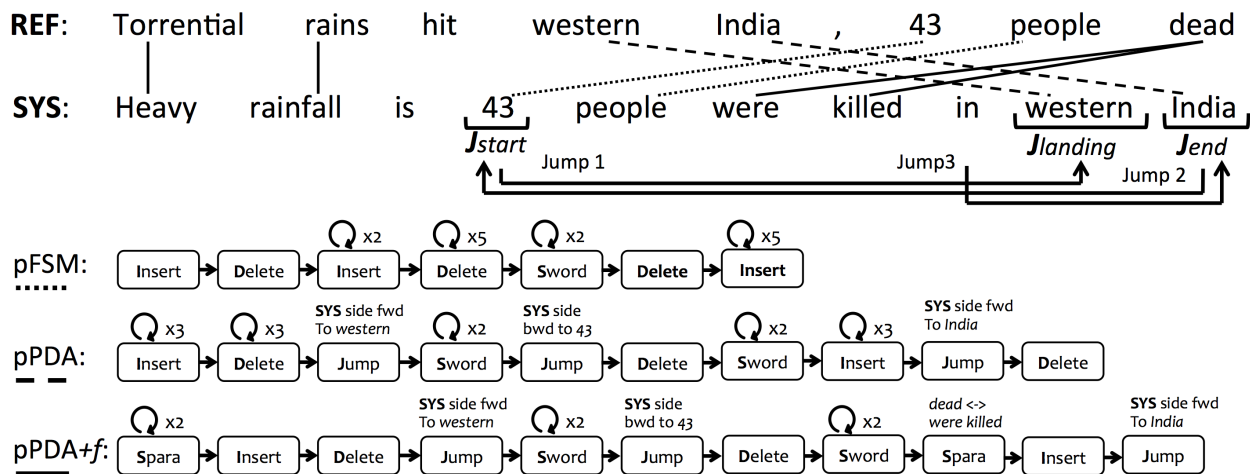 REF: Torrential rains hit western India , 43 people dead
SYS: Heavy rainfall is 43 people were killed in western India
Jstart Jlanding Jend
Jump 1 Jump3 Jump 2
x2 x5 x2 x5
pFSM: Insert Delete Insert Delete Sword Delete Insert
SYS side fwd SYS side SYS side fwd
x3 x3 To western x2 bwd to 43 x2 x3 To India
pPDA: Insert Delete Jump Sword Jump Delete Sword Insert Jump Delete
SYS side fwd SYS side dead <-> SYS side fwd
x2 To western x2 bwd to 43 x2 were killed To India
pPDA+f: Spara Insert Delete Jump Sword Jump Delete Sword Spara Insert Jump